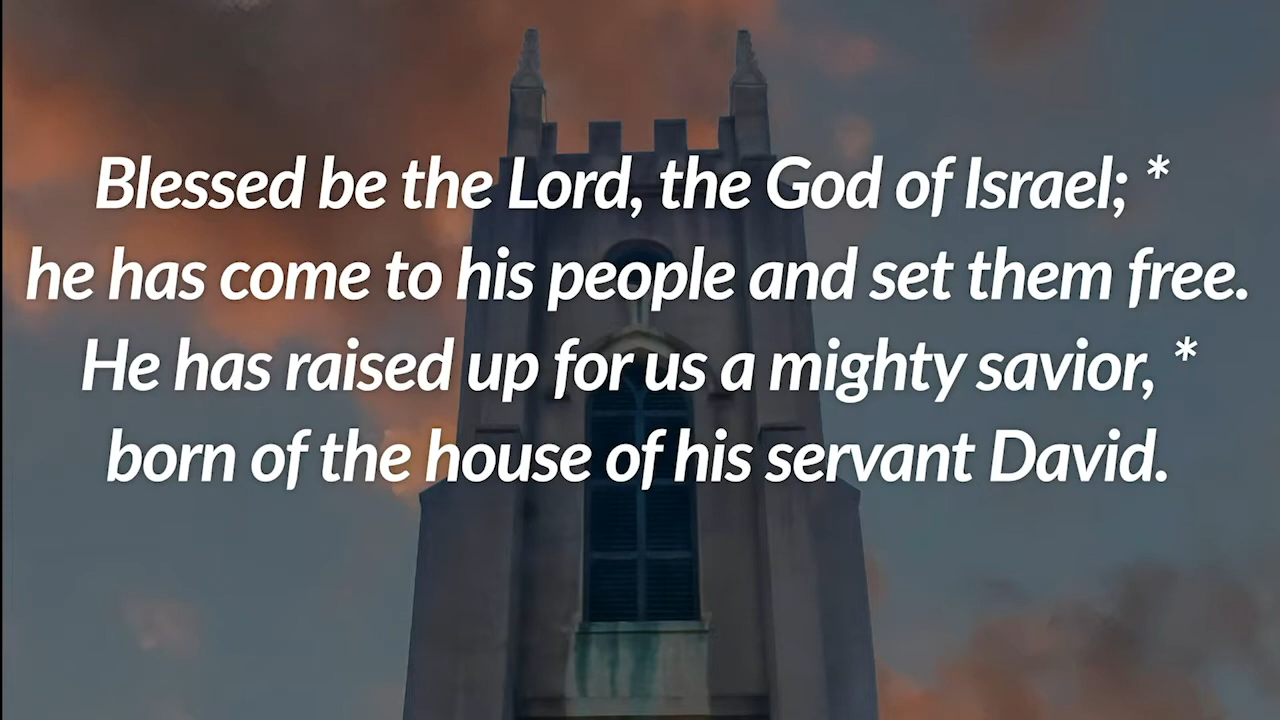 Blessed be the Lord, the God of Israel; *
he has come to his people and set them free.
He has raised up for us a mighty savior, *
born of the house of his servant David.